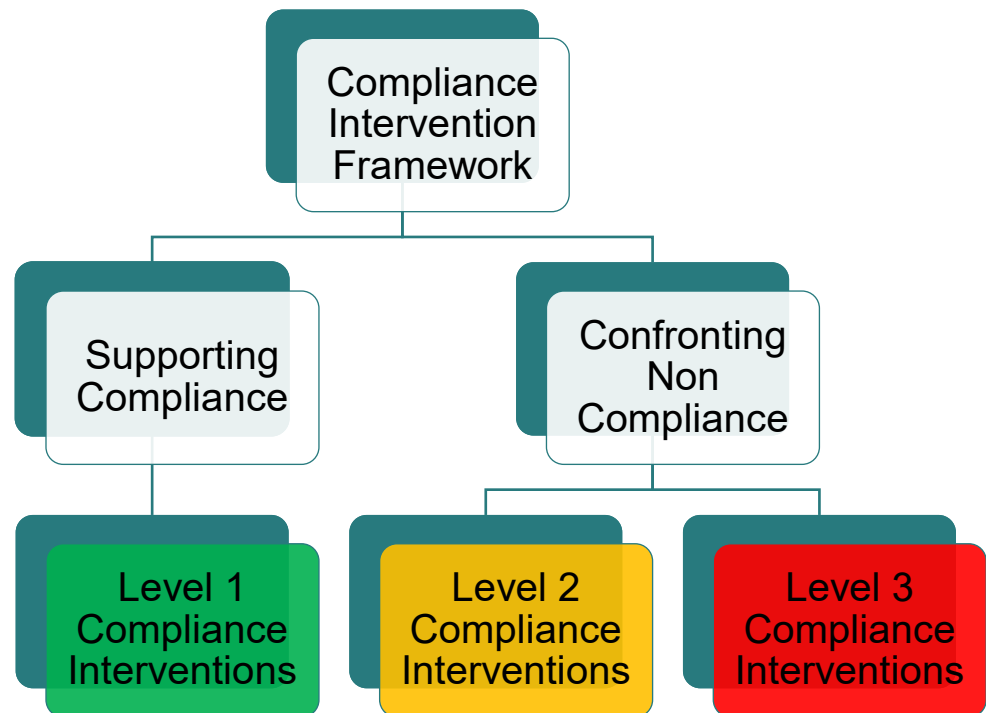 Compliance
Intervention
Framework
Supporting
Compliance
Confronting
Non
Compliance
Level 1
Compliance
Interventions
Level 2
Compliance
Interventions
Level 3
Compliance
Interventions